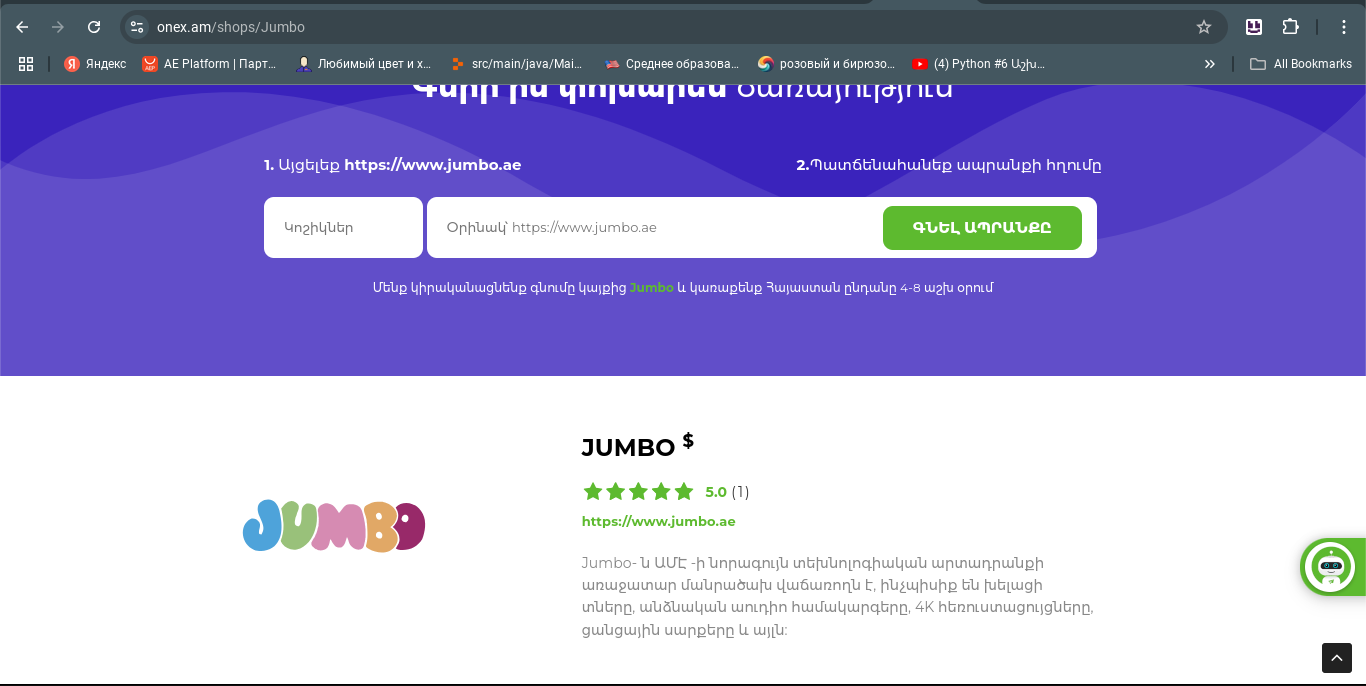 onex.am/shops/Jumbo
Яндекс
AE Platform | Парт...
Любимый цвет и х...
src/main/java/Mai...
Среднее образова...
розовый и бирюзо...
(4) Python #6 Աշխ...
All Bookmarks
Գնիր իմ փոխարեն ծառայություն
1. Այցելեք https://www.jumbo.ae
2.Պատճենահանեք ապրանքի հղումը
Կոշիկներ
Օրինակ՝ https://www.jumbo.ae
ԳՆԵԼ ԱՊՐԱՆՔԸ
Մենք կիրականացնենք գնումը կայքից Jumbo և կառաքենք Հայաստան ընդանը 4-8 աշխ օրում
JUMBO $
JUMBO
5.0 (1)
https://www.jumbo.ae
Jumbo- ն ԱՄԷ -ի նորագույն տեխնոլոգիական արտադրանքի
առաջատար մանրածախ վաճառողն է, ինչպիսիք են խելացի
տները, անձնական աուդիո համակարգերը, 4K հեռուստացույցները,
ցանցային սարքերը և այլն: